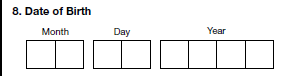 8. Date of Birth
Month Day Year